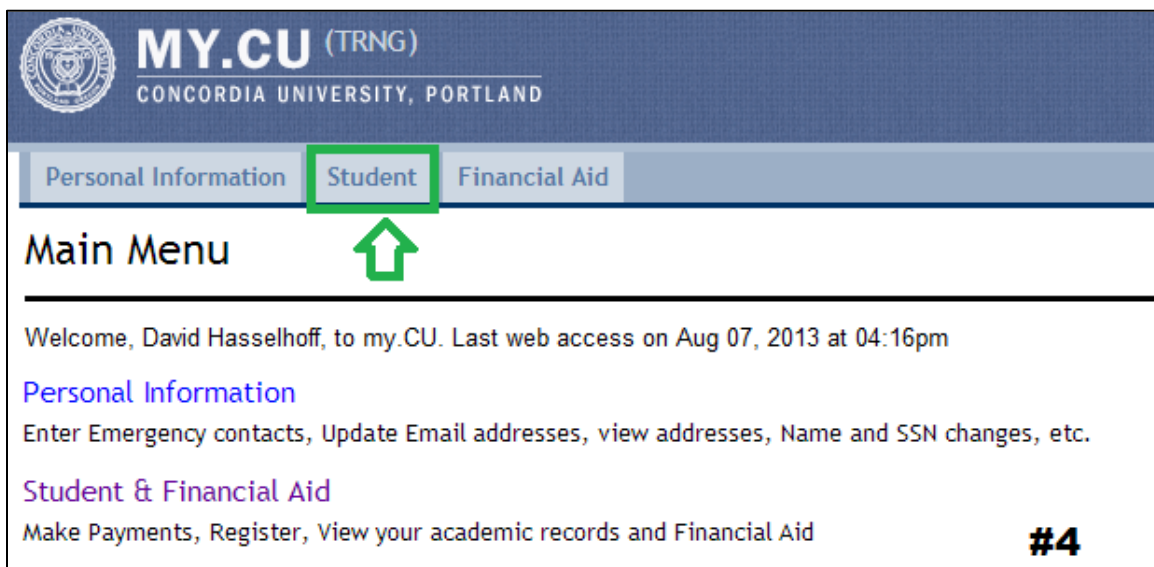 MY.CU (TRNG)
CONCORDIA UNIVERSITY, PORTLAND
Personal Information Student Financial Aid
Main Menu
Welcome, David Hasselhoff, to my.CU. Last web access on Aug 07, 2013 at 04:16pm
Personal Information
Enter Emergency contacts, Update Email addresses, view addresses, Name and SSN changes, etc.
Student & Financial Aid
Make Payments, Register, View your academic records and Financial Aid
#4